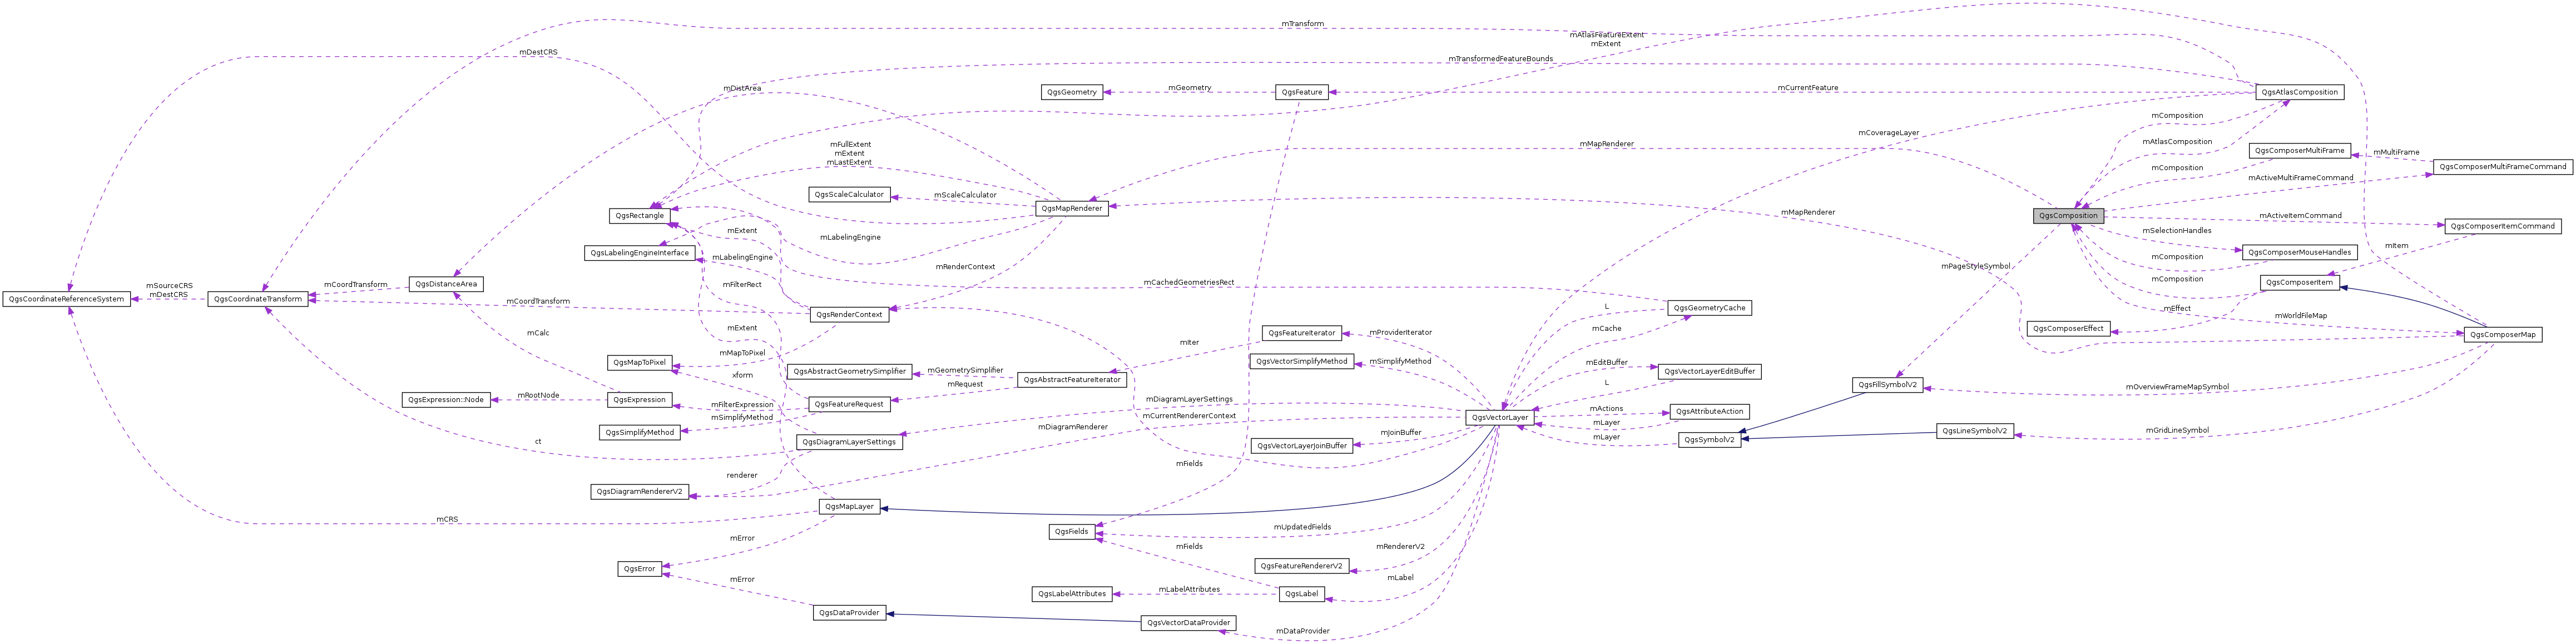 mTransform
mAtlasFeatureExtent
mExtent
mDestCRS
mTransformedFeatureBounds
mDistArea
QgsGeometry
mGeometry
QgsFeature
mCurrentFeature
QgsAtlasComposition
mComposition
mCoverageLayer
mFullExtent
mExtent
mLastExtent
mMapRenderer
mAtlasComposition
QgsComposerMultiFrame
mMultiFrame
QgsComposerMultiFrameCommand
mComposition
mActiveMultiFrameCommand
QgsScaleCalculator
mScaleCalculator
QgsMapRenderer
QgsRectangle
mMapRenderer
QgsComposition
mActiveItemCommand
QgsComposerItemCommand
mExtent
mLabelingEngine
mSelectionHandles
mItem
QgsLabelingEngineInterface
mLabelingEngine
QgsComposerMouseHandles
mComposition
mRenderContext
mPageStyleSymbol
mComposition
QgsComposerItem
mSourceCRS
mDestCRS
mCoordTransform
QgsDistanceArea
mFilterRect
mCachedGeometriesRect
QgsCoordinateReferenceSystem
QgsCoordinateTransform
mCoordTransform
QgsRenderContext
L
QgsGeometryCache
mEffect
mWorldFileMap
mCalc
mExtent
mCache
QgsComposerEffect
QgsComposerMap
QgsFeatureIterator
mProviderIterator
mIter
mMapToPixel
QgsMapToPixel
QgsVectorSimplifyMethod
mSimplifyMethod
mEditBuffer
QgsVectorLayerEditBuffer
xform
QgsAbstractGeometrySimplifier
mGeometrySimplifier
QgsAbstractFeatureIterator
mRequest
L
QgsFillSymbolV2
mOverviewFrameMapSymbol
QgsExpression::Node
mRootNode
QgsExpression
mFilterExpression
mSimplifyMethod
QgsFeatureRequest
mDiagramLayerSettings
mCurrentRendererContext
QgsVectorLayer
mActions
QgsAttributeAction
mLayer
QgsSimplifyMethod
mDiagramRenderer
mJoinBuffer
QgsLineSymbolV2
mGridLineSymbol
ct
QgsDiagramLayerSettings
QgsVectorLayerJoinBuffer
mLayer
QgsSymbolV2
mFields
renderer
QgsDiagramRendererV2
QgsMapLayer
mCRS
mUpdatedFields
QgsFields
mError
mFields
mRendererV2
QgsError
QgsFeatureRendererV2
mError
mLabel
QgsLabelAttributes
mLabelAttributes
QgsLabel
QgsDataProvider
QgsVectorDataProvider
mDataProvider